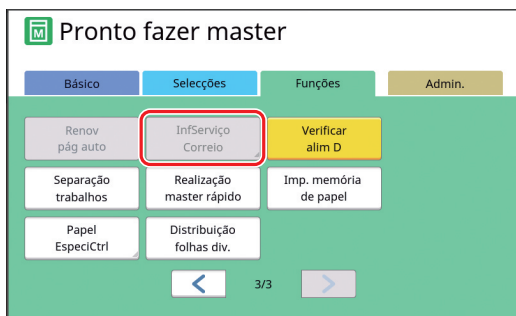 M Pronto fazer master
Básico Selecções Funções Admin.
Renov
pág auto
InfServiço
Correio
Verificar
alim D
Separação
trabalhos
Realização
master rápido
Imp. memória
de papel
Papel
EspeciCtrl
Distribuição
folhas div.
3/3